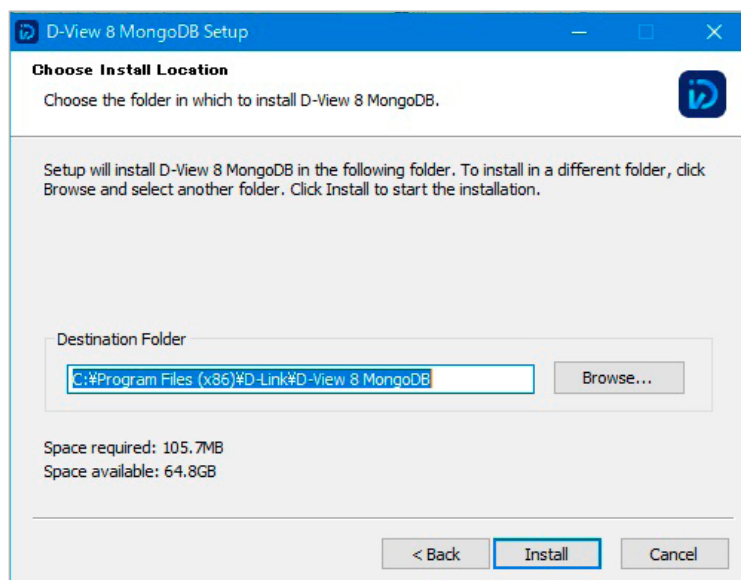 D-View 8 MongoDB Setup
Choose Install Location
Choose the folder in which to install D-View 8 MongoDB.
Setup will install D-View 8 MongoDB in the following folder. To install in a different folder, click
Browse and select another folder. Click Install to start the installation.
Destination Folder
C:¥Program Files (x86)¥D-Link¥D-View 8 MongoDB
Browse...
Space required: 105.7MB
Space available: 64.8GB
< Back
Install
Cancel